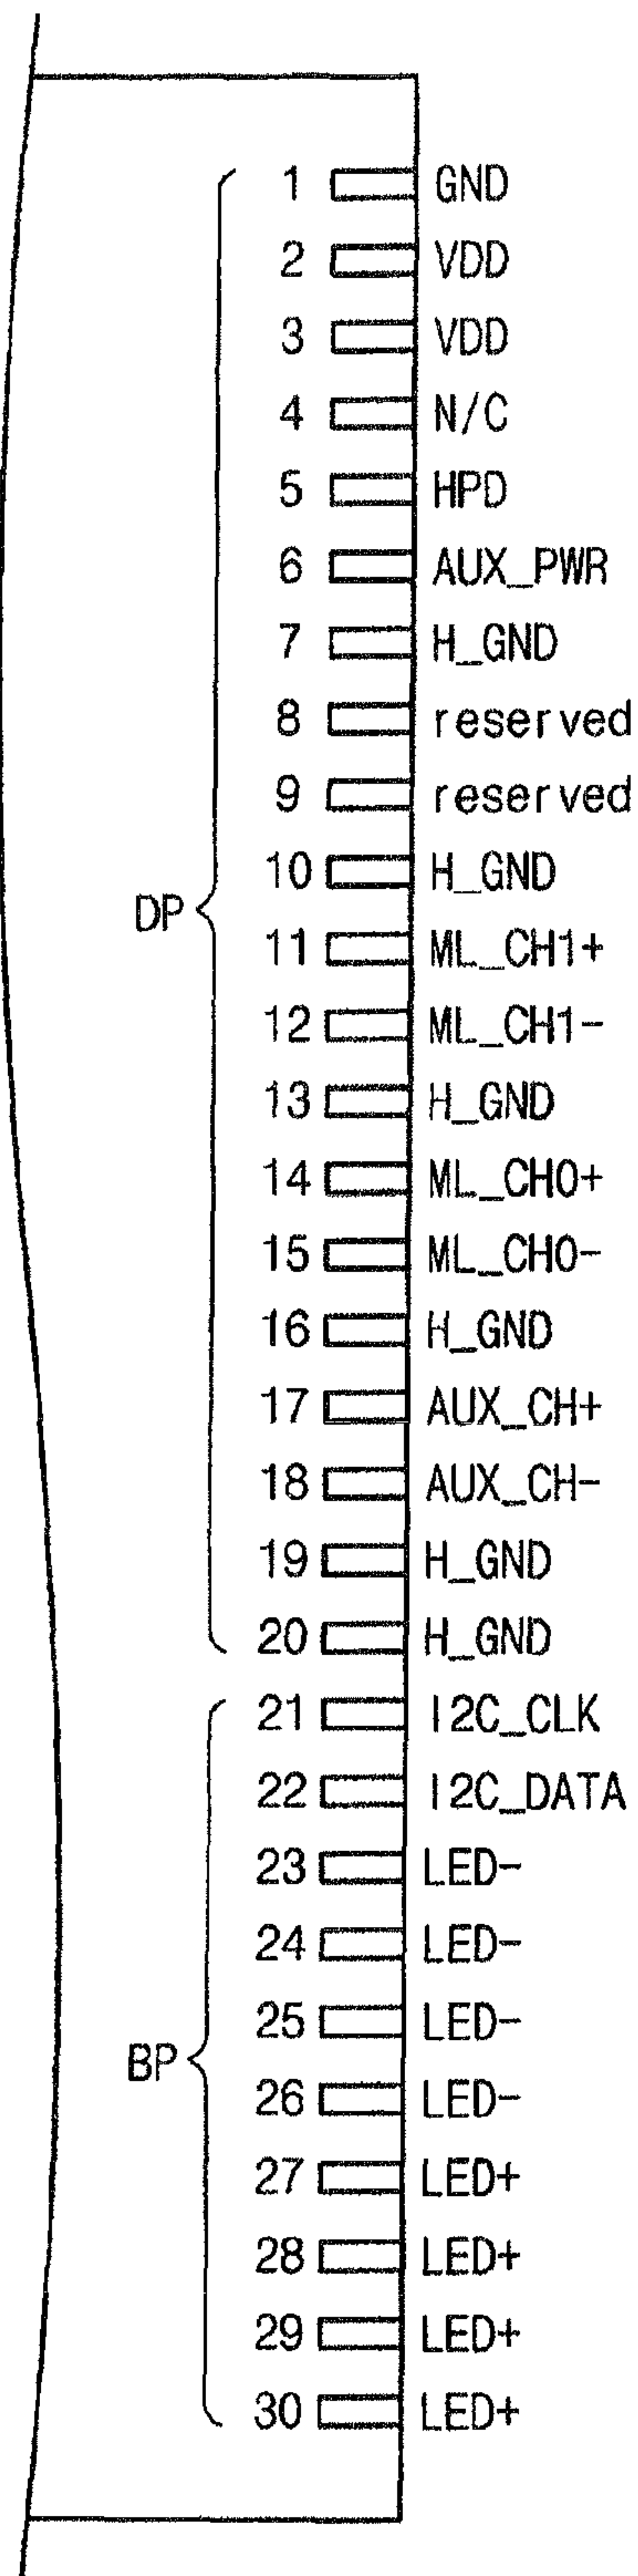 1 GND
2 VDD
3 VDD
4 N/C
5 HPD
6 AUX_PWR
7 H_GND
8 reserved
9 reserved
10 H_GND
DP
11 ML_CH1+
12 ML_CH1-
13 H_GND
14 ML_CH0+
15 ML_CH0-
16 H_GND
17 AUX_CH+
18 AUX_CH-
19 H_GND
20 H_GND
21 I2C_CLK
22 I2C_DATA
23 LED-
24 LED-
25 LED-
BP
26 LED-
27 LED+
28 LED+
29 LED+
30 LED+